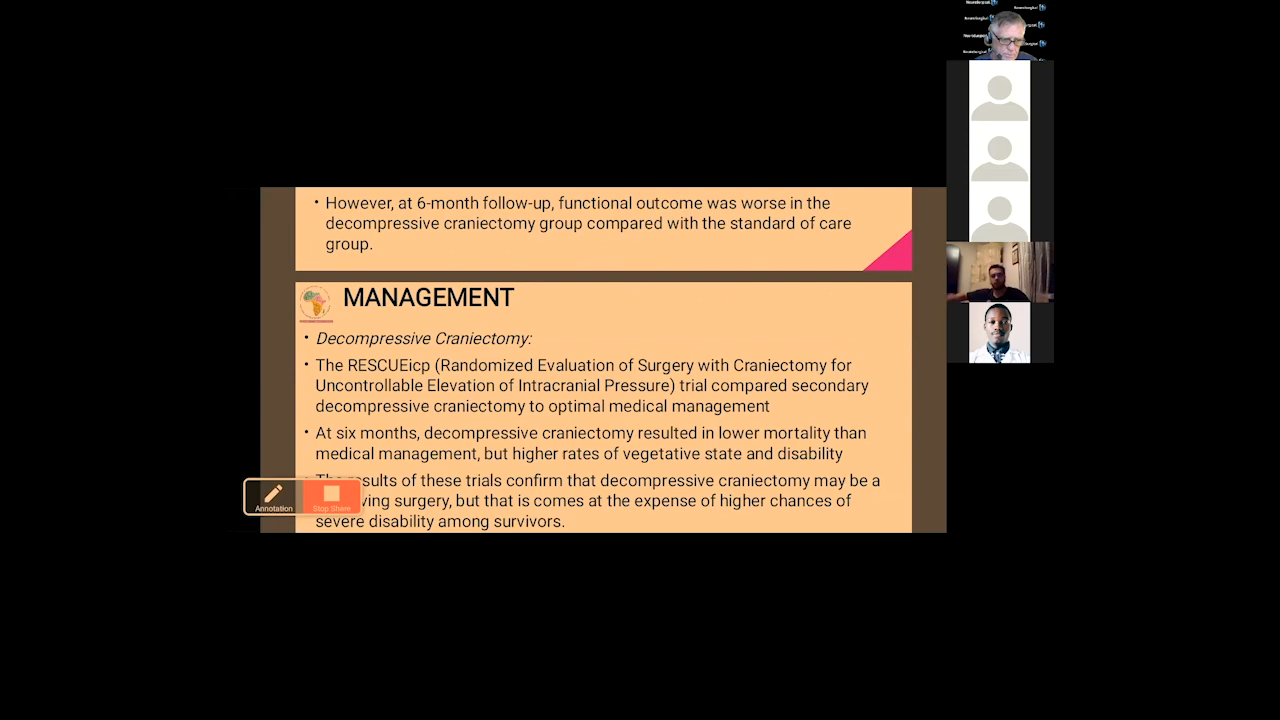 • However, at 6-month follow-up, functional outcome was worse in the
decompressive craniectomy group compared with the standard of care
group.
MANAGEMENT
• Decompressive Craniectomy:
• The RESCUEicp (Randomized Evaluation of Surgery with Craniectomy for
Uncontrollable Elevation of Intracranial Pressure) trial compared secondary
decompressive craniectomy to optimal medical management
• At six months, decompressive craniectomy resulted in lower mortality than
medical management, but higher rates of vegetative state and disability
The results of these trials confirm that decompressive craniectomy may be a
ving surgery, but that is comes at the expense of higher chances of
severe disability among survivors.
Annotation
Stop Share